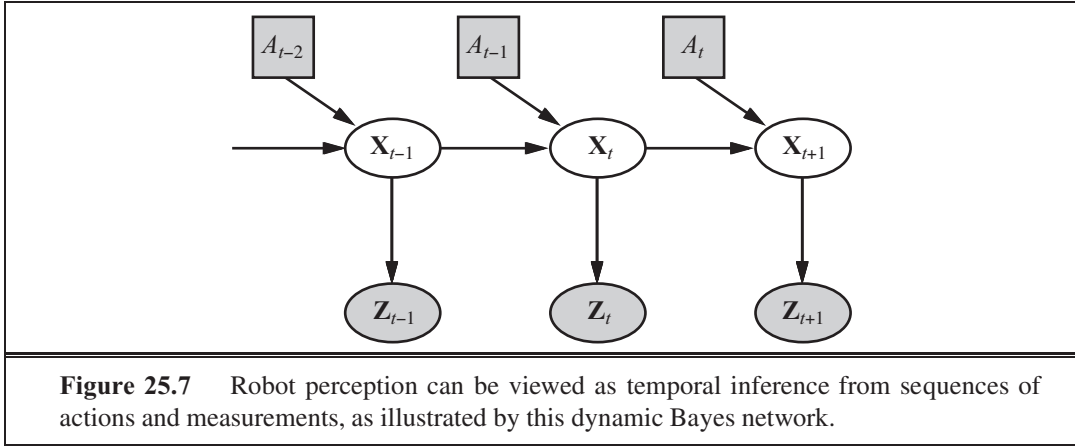 A_{t−2} A_{t−1} A_t
X_{t−1} X_t X_{t+1}
Z_{t−1} Z_t Z_{t+1}
Figure 25.7 Robot perception can be viewed as temporal inference from sequences of
actions and measurements, as illustrated by this dynamic Bayes network.